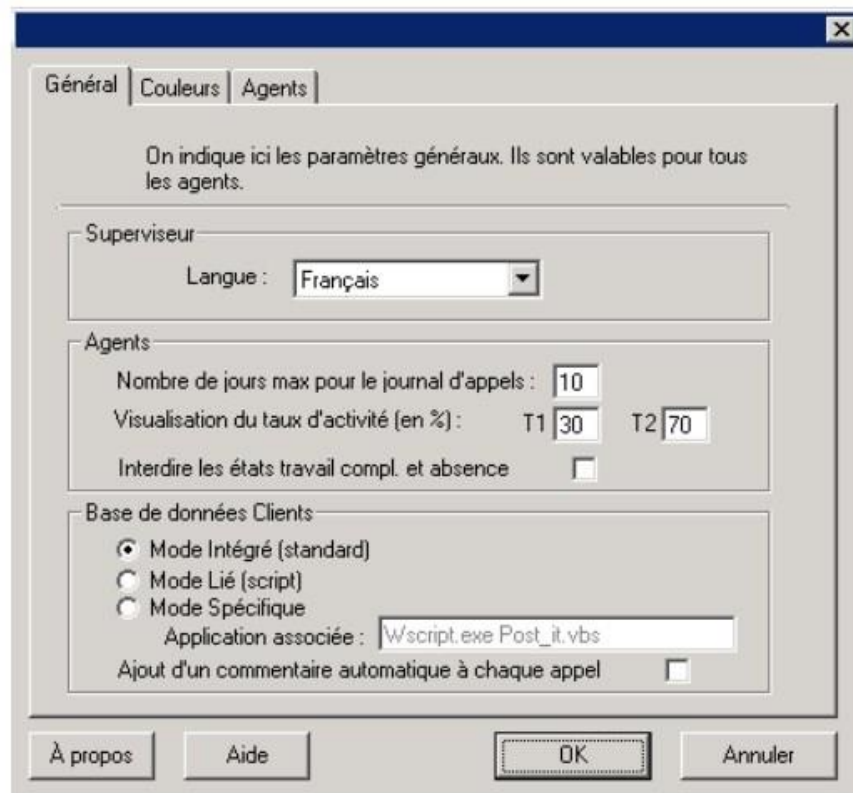 Général Couleurs Agents
On indique ici les paramètres généraux. Ils sont valables pour tous
les agents.
Superviseur
Langue : Français
Agents
Nombre de jours max pour le journal d'appels : 10
Visualisation du taux d'activité (en %) : T1 30 T2 70
Interdire les états travail compl. et absence
Base de données Clients
Mode Intégré (standard)
Mode Lié (script)
Mode Spécifique
Application associée : Wscript.exe Post_it.vbs
Ajout d'un commentaire automatique à chaque appel
À propos Aide OK Annuler